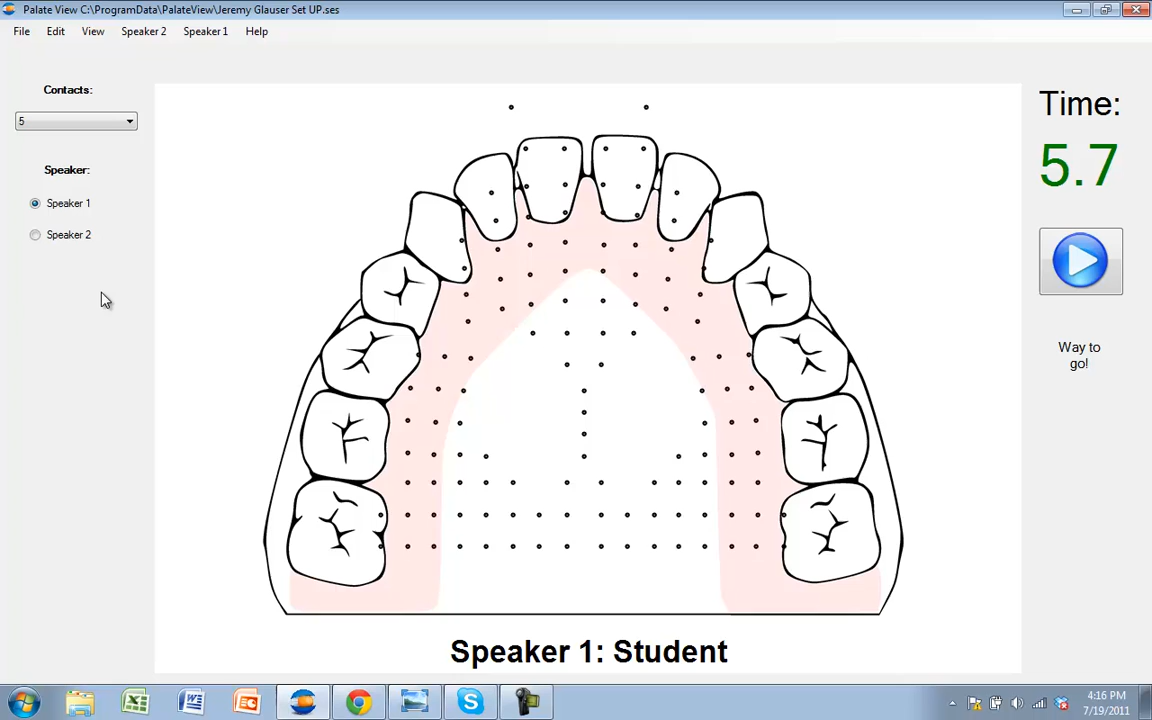 Palate View C:\ProgramData\PalateView\Jeremy Glauser Set UP.ses
File Edit View Speaker 2 Speaker 1 Help
Contacts:
5
Speaker:
Speaker 1
Speaker 2
Time:
5.7
Way to
go!
Speaker 1: Student
4:16 PM
7/19/2011